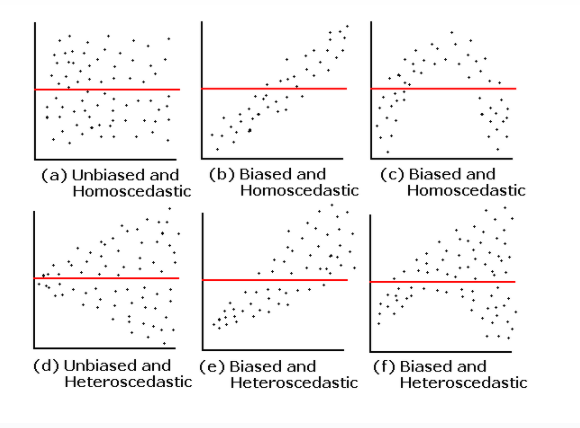 (a) Unbiased and
Homoscedastic
(b) Biased and
Homoscedastic
(c) Biased and
Homoscedastic
(d) Unbiased and
Heteroscedastic
(e) Biased and
Heteroscedastic
(f) Biased and
Heteroscedastic